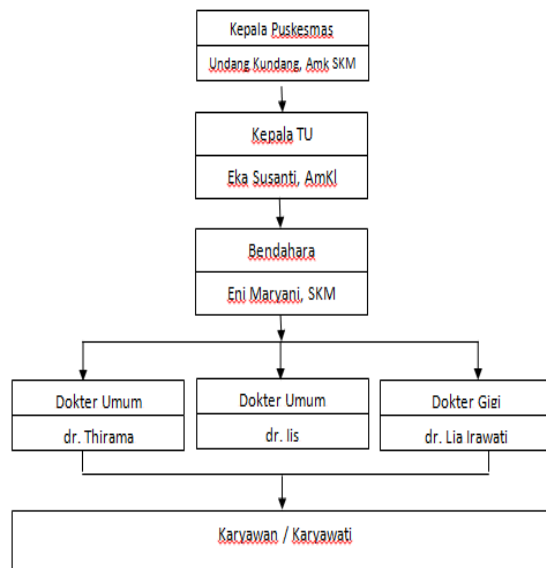 Kepala Puskesmas
Undang Kundang, Amk SKM
Kepala TU
Eka Susanti, AmKl
Bendahara
Eni Maryani, SKM
Dokter Umum
dr. Thirama
Dokter Umum
dr. Iis
Dokter Gigi
dr. Lia Irawati
Karyawan / Karyawati